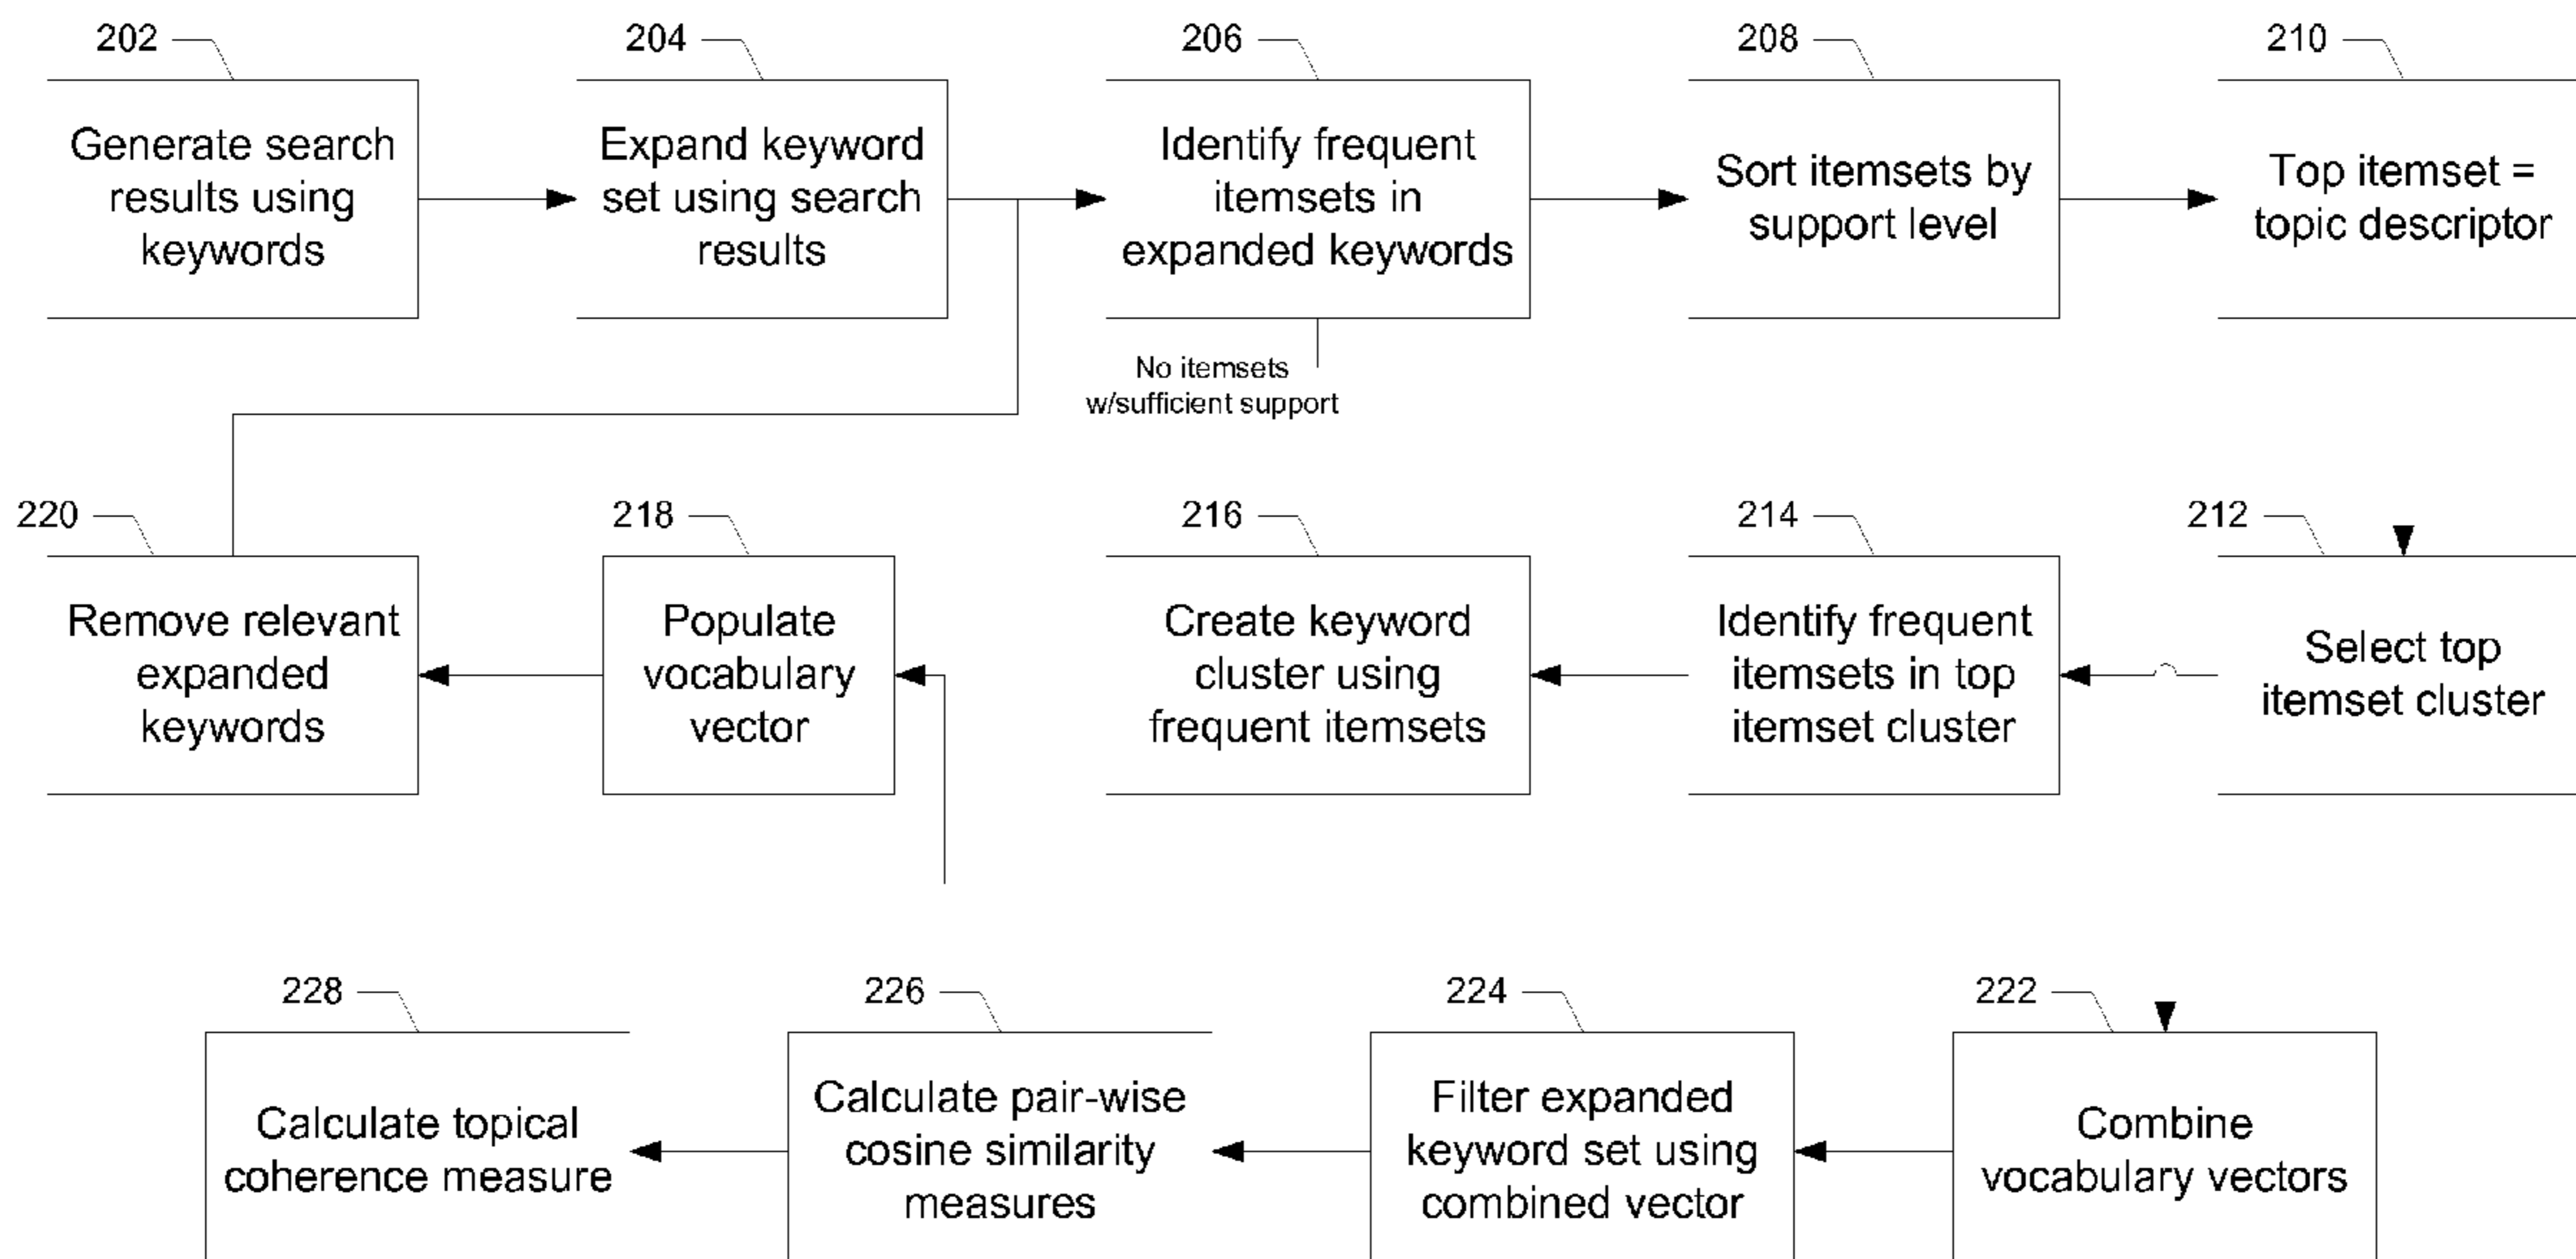 202
Generate search
results using
keywords
204
Expand keyword
set using search
results
206
Identify frequent
itemsets in
expanded keywords
208
Sort itemsets by
support level
210
Top itemset =
topic descriptor
No itemsets
w/sufficient support
220
Remove relevant
expanded
keywords
218
Populate
vocabulary
vector
216
Create keyword
cluster using
frequent itemsets
214
Identify frequent
itemsets in top
itemset cluster
212
Select top
itemset cluster
228
Calculate topical
coherence measure
226
Calculate pair-wise
cosine similarity
measures
224
Filter expanded
keyword set using
combined vector
222
Combine
vocabulary vectors